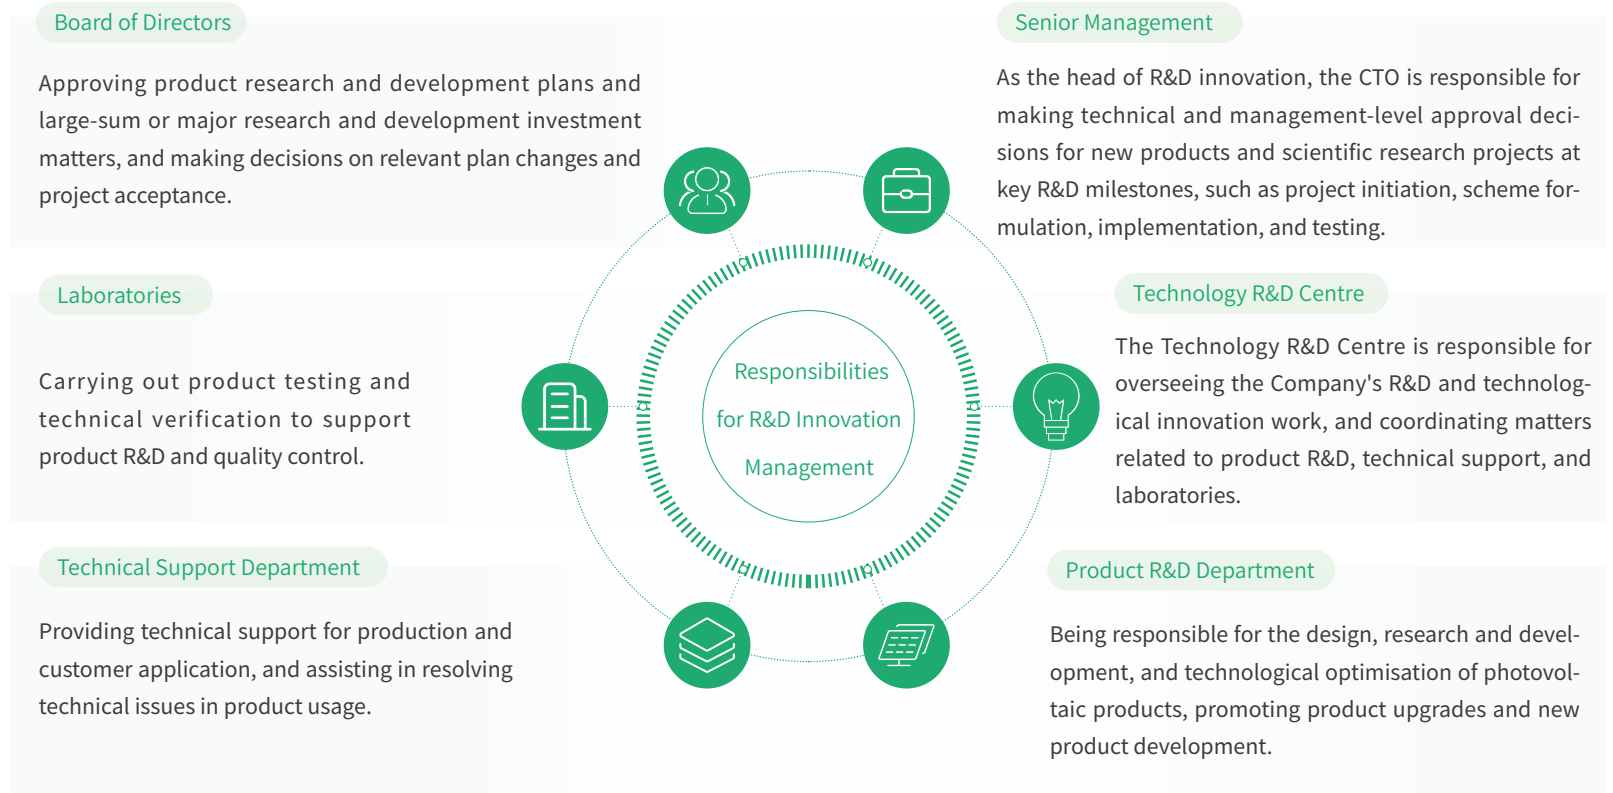 Board of Directors
Approving product research and development plans and
large-sum or major research and development investment
matters, and making decisions on relevant plan changes and
project acceptance.
Senior Management
As the head of R&D innovation, the CTO is responsible for
making technical and management-level approval deci-
sions for new products and scientific research projects at
key R&D milestones, such as project initiation, scheme for-
mulation, implementation, and testing.
Laboratories
Carrying out product testing and
technical verification to support
product R&D and quality control.
Responsibilities
for R&D Innovation
Management
Technology R&D Centre
The Technology R&D Centre is responsible for
overseeing the Company's R&D and technolog-
ical innovation work, and coordinating matters
related to product R&D, technical support, and
laboratories.
Technical Support Department
Providing technical support for production and
customer application, and assisting in resolving
technical issues in product usage.
Product R&D Department
Being responsible for the design, research and devel-
opment, and technological optimisation of photovol-
taic products, promoting product upgrades and new
product development.